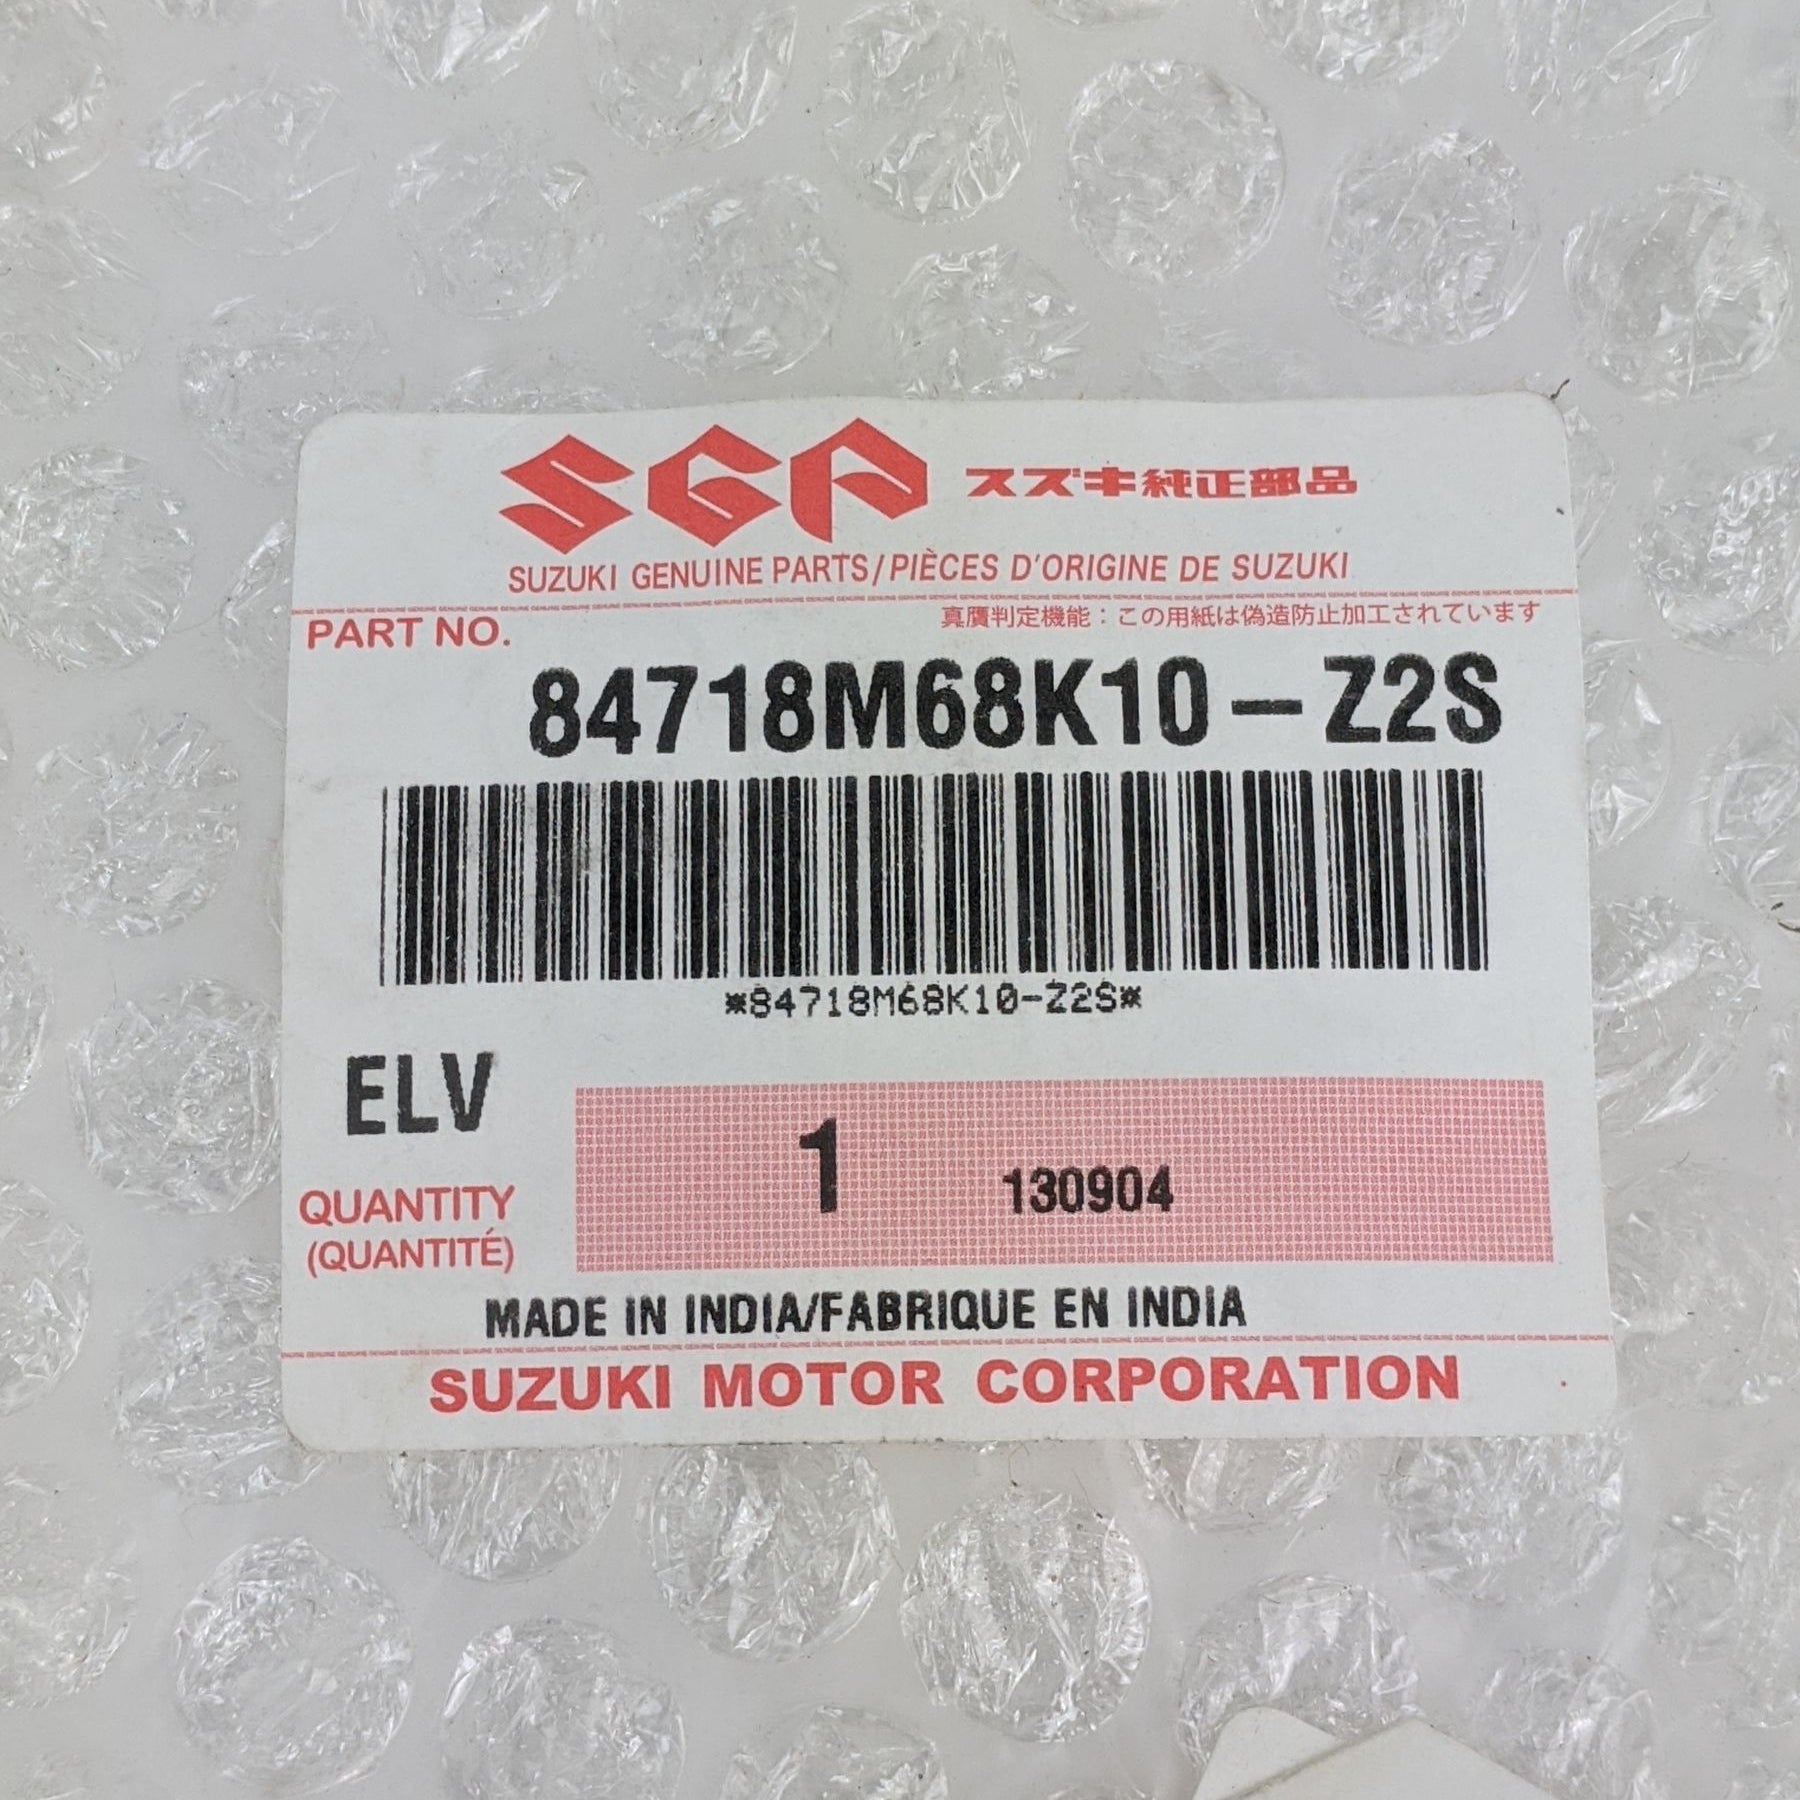 SGP スズキ純正部品
SUZUKI GENUINE PARTS/PIÈCES D'ORIGINE DE SUZUKI
真贋判定機能：この用紙は偽造防止加工されています
PART NO.
84718M68K10-Z2S
*84718M68K10-Z2S*
ELV
1 130904
QUANTITY
(QUANTITÉ)
MADE IN INDIA/FABRIQUE EN INDIA
SUZUKI MOTOR CORPORATION